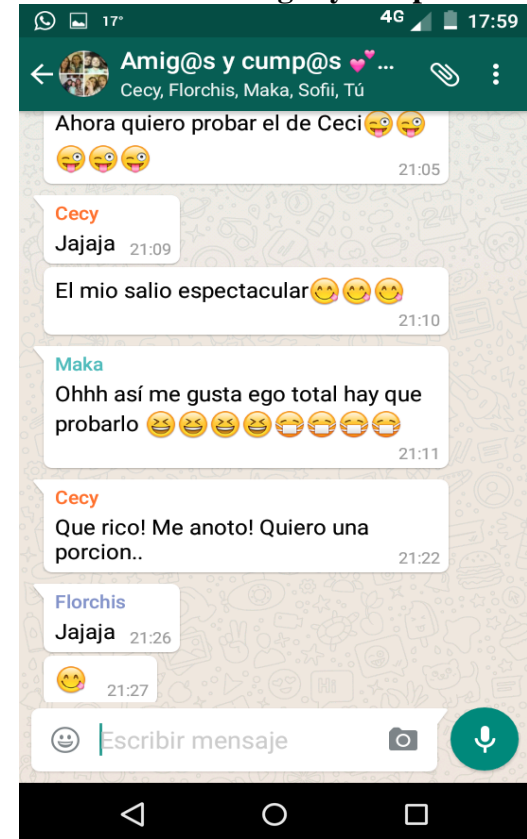 17°
4G
17:59
Amig@s y cump@s 💕...
Cecy, Florchis, Maka, Sofii, Tú
Ahora quiero probar el de Ceci😜😜
😜😜😜
21:05
Cecy
Jajaja 21:09
El mio salio espectacular😋😋😋
21:10
Maka
Ohhh así me gusta ego total hay que
probarlo 😆😆😆😆😷😷😷😷
21:11
Cecy
Que rico! Me anoto! Quiero una
porcion..
21:22
Florchis
Jajaja 21:26
😋 21:27
Escribir mensaje